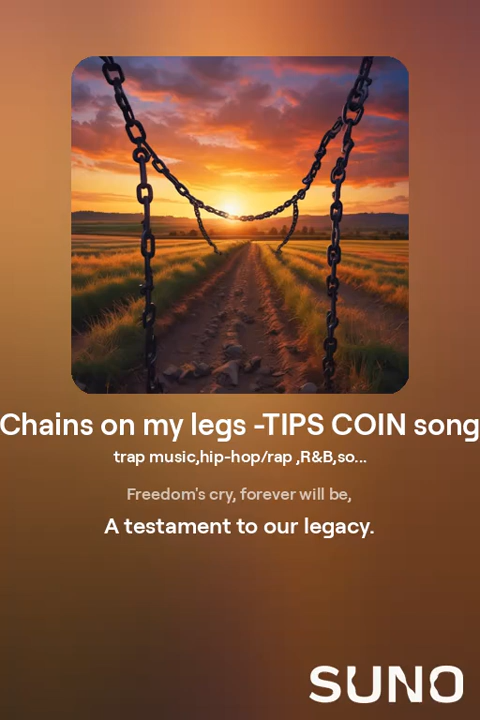 Chains on my legs -TIPS COIN song
trap music,hip-hop/rap ,R&B,so...
Freedom's cry, forever will be,
A testament to our legacy.
SUNO